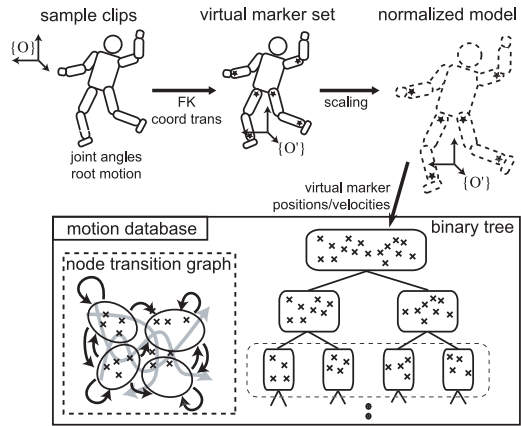 sample clips
virtual marker set
normalized model
{O}
FK
coord trans
scaling
joint angles
root motion
{O'}
{O'}
virtual marker
positions/velocities
motion database
binary tree
node transition graph